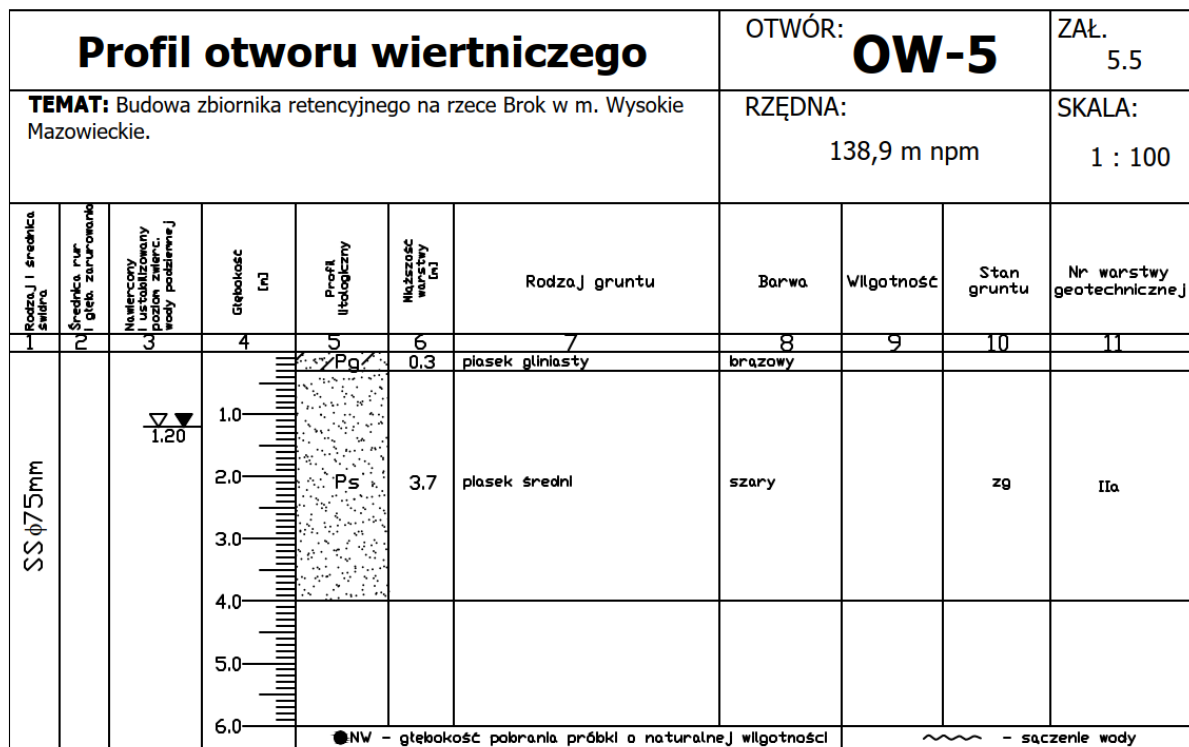 Profil otworu wiertniczego
OTWÓR:
OW-5
ZAŁ.
5.5
TEMAT: Budowa zbiornika retencyjnego na rzece Brok w m. Wysokie
Mazowieckie.
RZĘDNA:
138,9 m npm
SKALA:
1 : 100
Rodzaj i średnica
świdra
Średnica rur
i głęb. zarurowania
Nawiercony
i ustabilizowany
poziom zwierc.
wody podziemnej
Głębokość
[m]
Profil
litologiczny
Miąższość
warstwy
[m]
Rodzaj gruntu
Barwa
Wilgotność
Stan
gruntu
Nr warstwy
geotechnicznej
1 2 3 4 5 6 7 8 9 10 11
Pg 0.3 piasek gliniasty brązowy
1.0
1.20
2.0 Ps 3.7 piasek średni szary zg IIa
SSϕ75mm
3.0
4.0
5.0
6.0
NW - głębokość pobrania próbki o naturalnej wilgotności
- sączenie wody